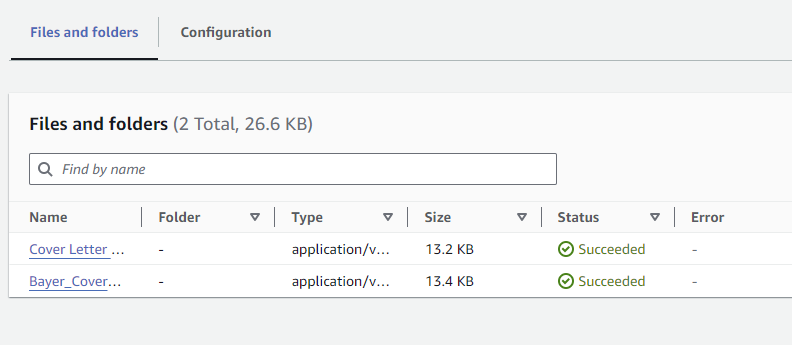 Files and folders Configuration
Files and folders (2 Total, 26.6 KB)
Find by name
Name Folder Type Size Status Error
Cover Letter ... - application/v... 13.2 KB Succeeded -
Bayer_Cover... - application/v... 13.4 KB Succeeded -